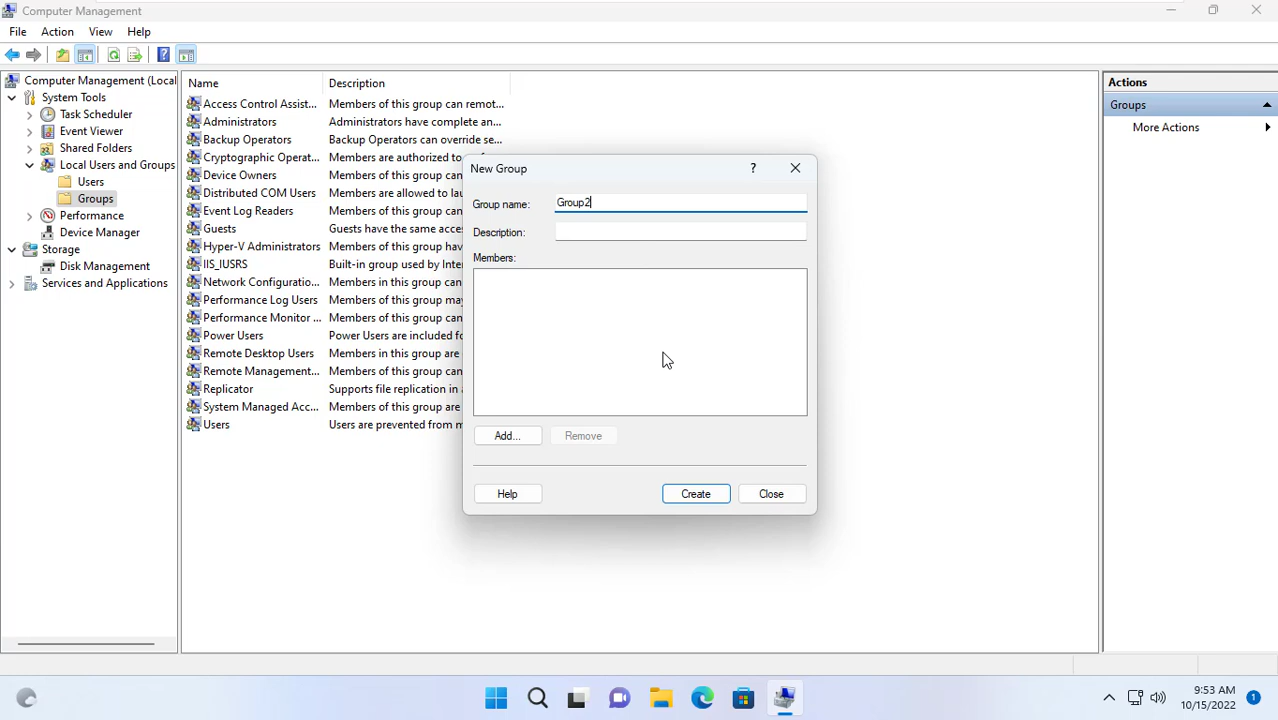 Computer Management
File Action View Help
Computer Management (Local
System Tools
Task Scheduler
Event Viewer
Shared Folders
Local Users and Groups
Users
Groups
Performance
Device Manager
Storage
Disk Management
Services and Applications
Name Description
Access Control Assist... Members of this group can remot...
Administrators Administrators have complete an...
Backup Operators Backup Operators can override se...
Cryptographic Operat... Members are authorized to
Device Owners Members of this group can
Distributed COM Users Members are allowed to lau
Event Log Readers Members of this group can
Guests Guests have the same acces
Hyper-V Administrators Members of this group can
IIS_IUSRS Built-in group used by Inter
Network Configuratio... Members in this group can
Performance Log Users Members of this group may
Performance Monitor ... Members of this group can
Power Users Power Users are included fo
Remote Desktop Users Members in this group are
Remote Management... Members of this group can
Replicator Supports file replication in a
System Managed Acc... Members of this group are
Users Users are prevented from m
New Group
?
Group name: Group2
Description:
Members:
Add... Remove
Help Create Close
Actions
Groups
More Actions
9:53 AM
10/15/2022
1